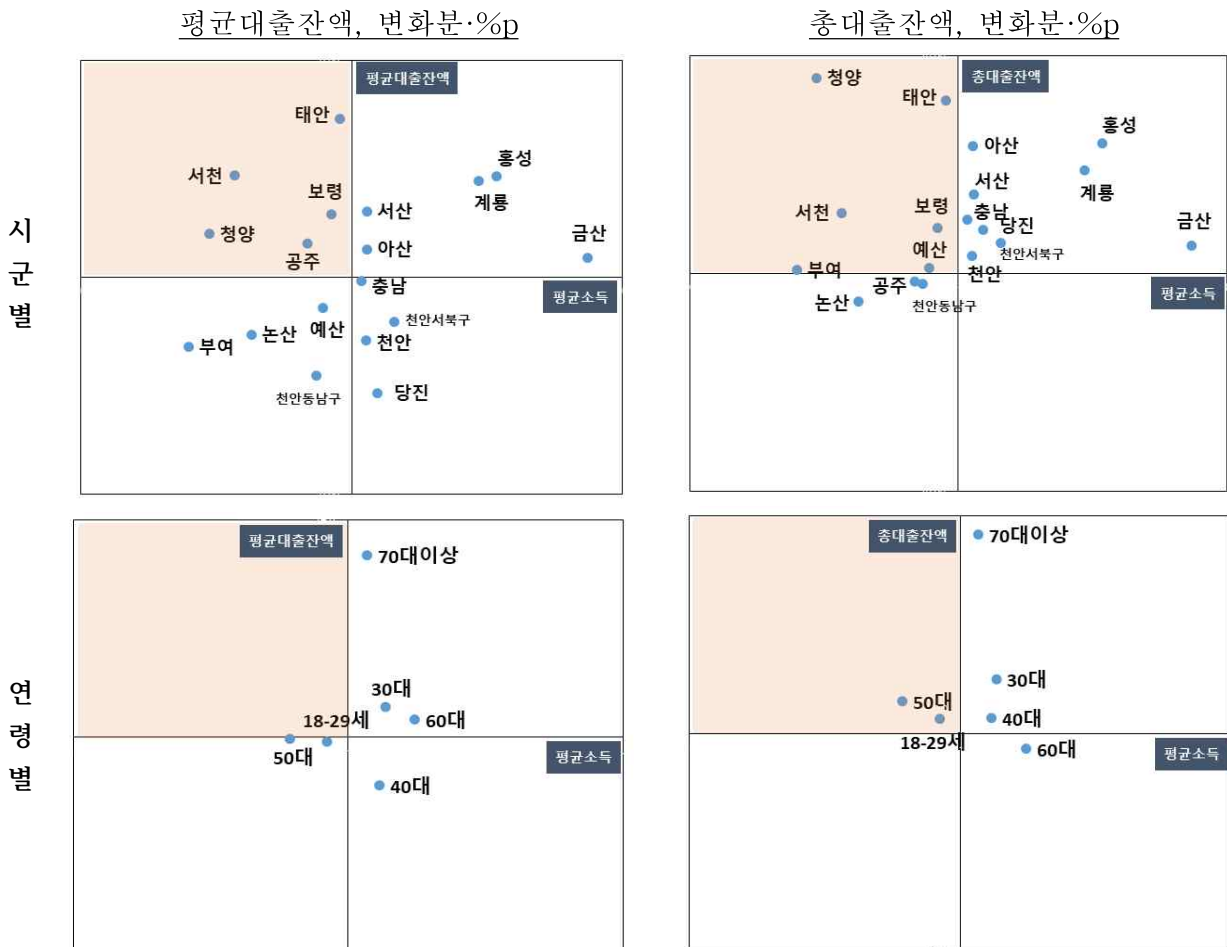 평균대출잔액, 변화분·%p
총대출잔액, 변화분·%p
시
군
별
평균대출잔액
태안
홍성
서천
보령
계룡
서산
청양
금산
공주
아산
충남
평균소득
예산
천안서북구
논산
부여
천안
천안동남구
당진
총대출잔액
청양
태안
홍성
아산
서산
계룡
서천
보령
충남
당진
금산
예산
천안서북구
부여
천안
공주
평균소득
논산
천안동남구
연
령
별
평균대출잔액
70대이상
30대
18-29세
60대
50대
평균소득
40대
총대출잔액
70대이상
30대
50대
40대
18-29세
60대
평균소득